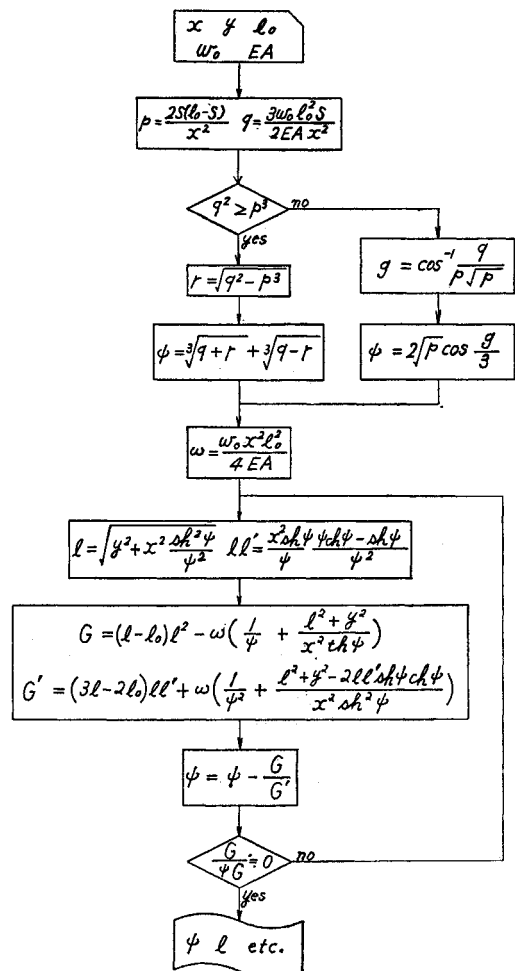 x y l₀
w₀ EA
p = 2S(l₀-S)/x² q = 3w₀l₀²S/2EAx²
q² ≥ p³ no
yes
r = √(q² - p³)
g = cos⁻¹ q/(p√p)
ψ = ³√(q + r) + ³√(q - r)
ψ = 2√p cos g/3
ω = w₀x²l₀²/4EA
l = √(y² + x² sh²ψ/ψ²) ll' = x²shψ/ψ ψchψ - shψ/ψ²
G = (l - l₀)l² - ω(1/ψ + (l² + y²)/(x² thψ))
G' = (3l - 2l₀)ll' + ω(1/ψ² + (l² + y² - 2ll'shψchψ)/(x² sh²ψ))
ψ = ψ - G/G'
G/ψG' ≒ 0 no
yes
ψ l etc.